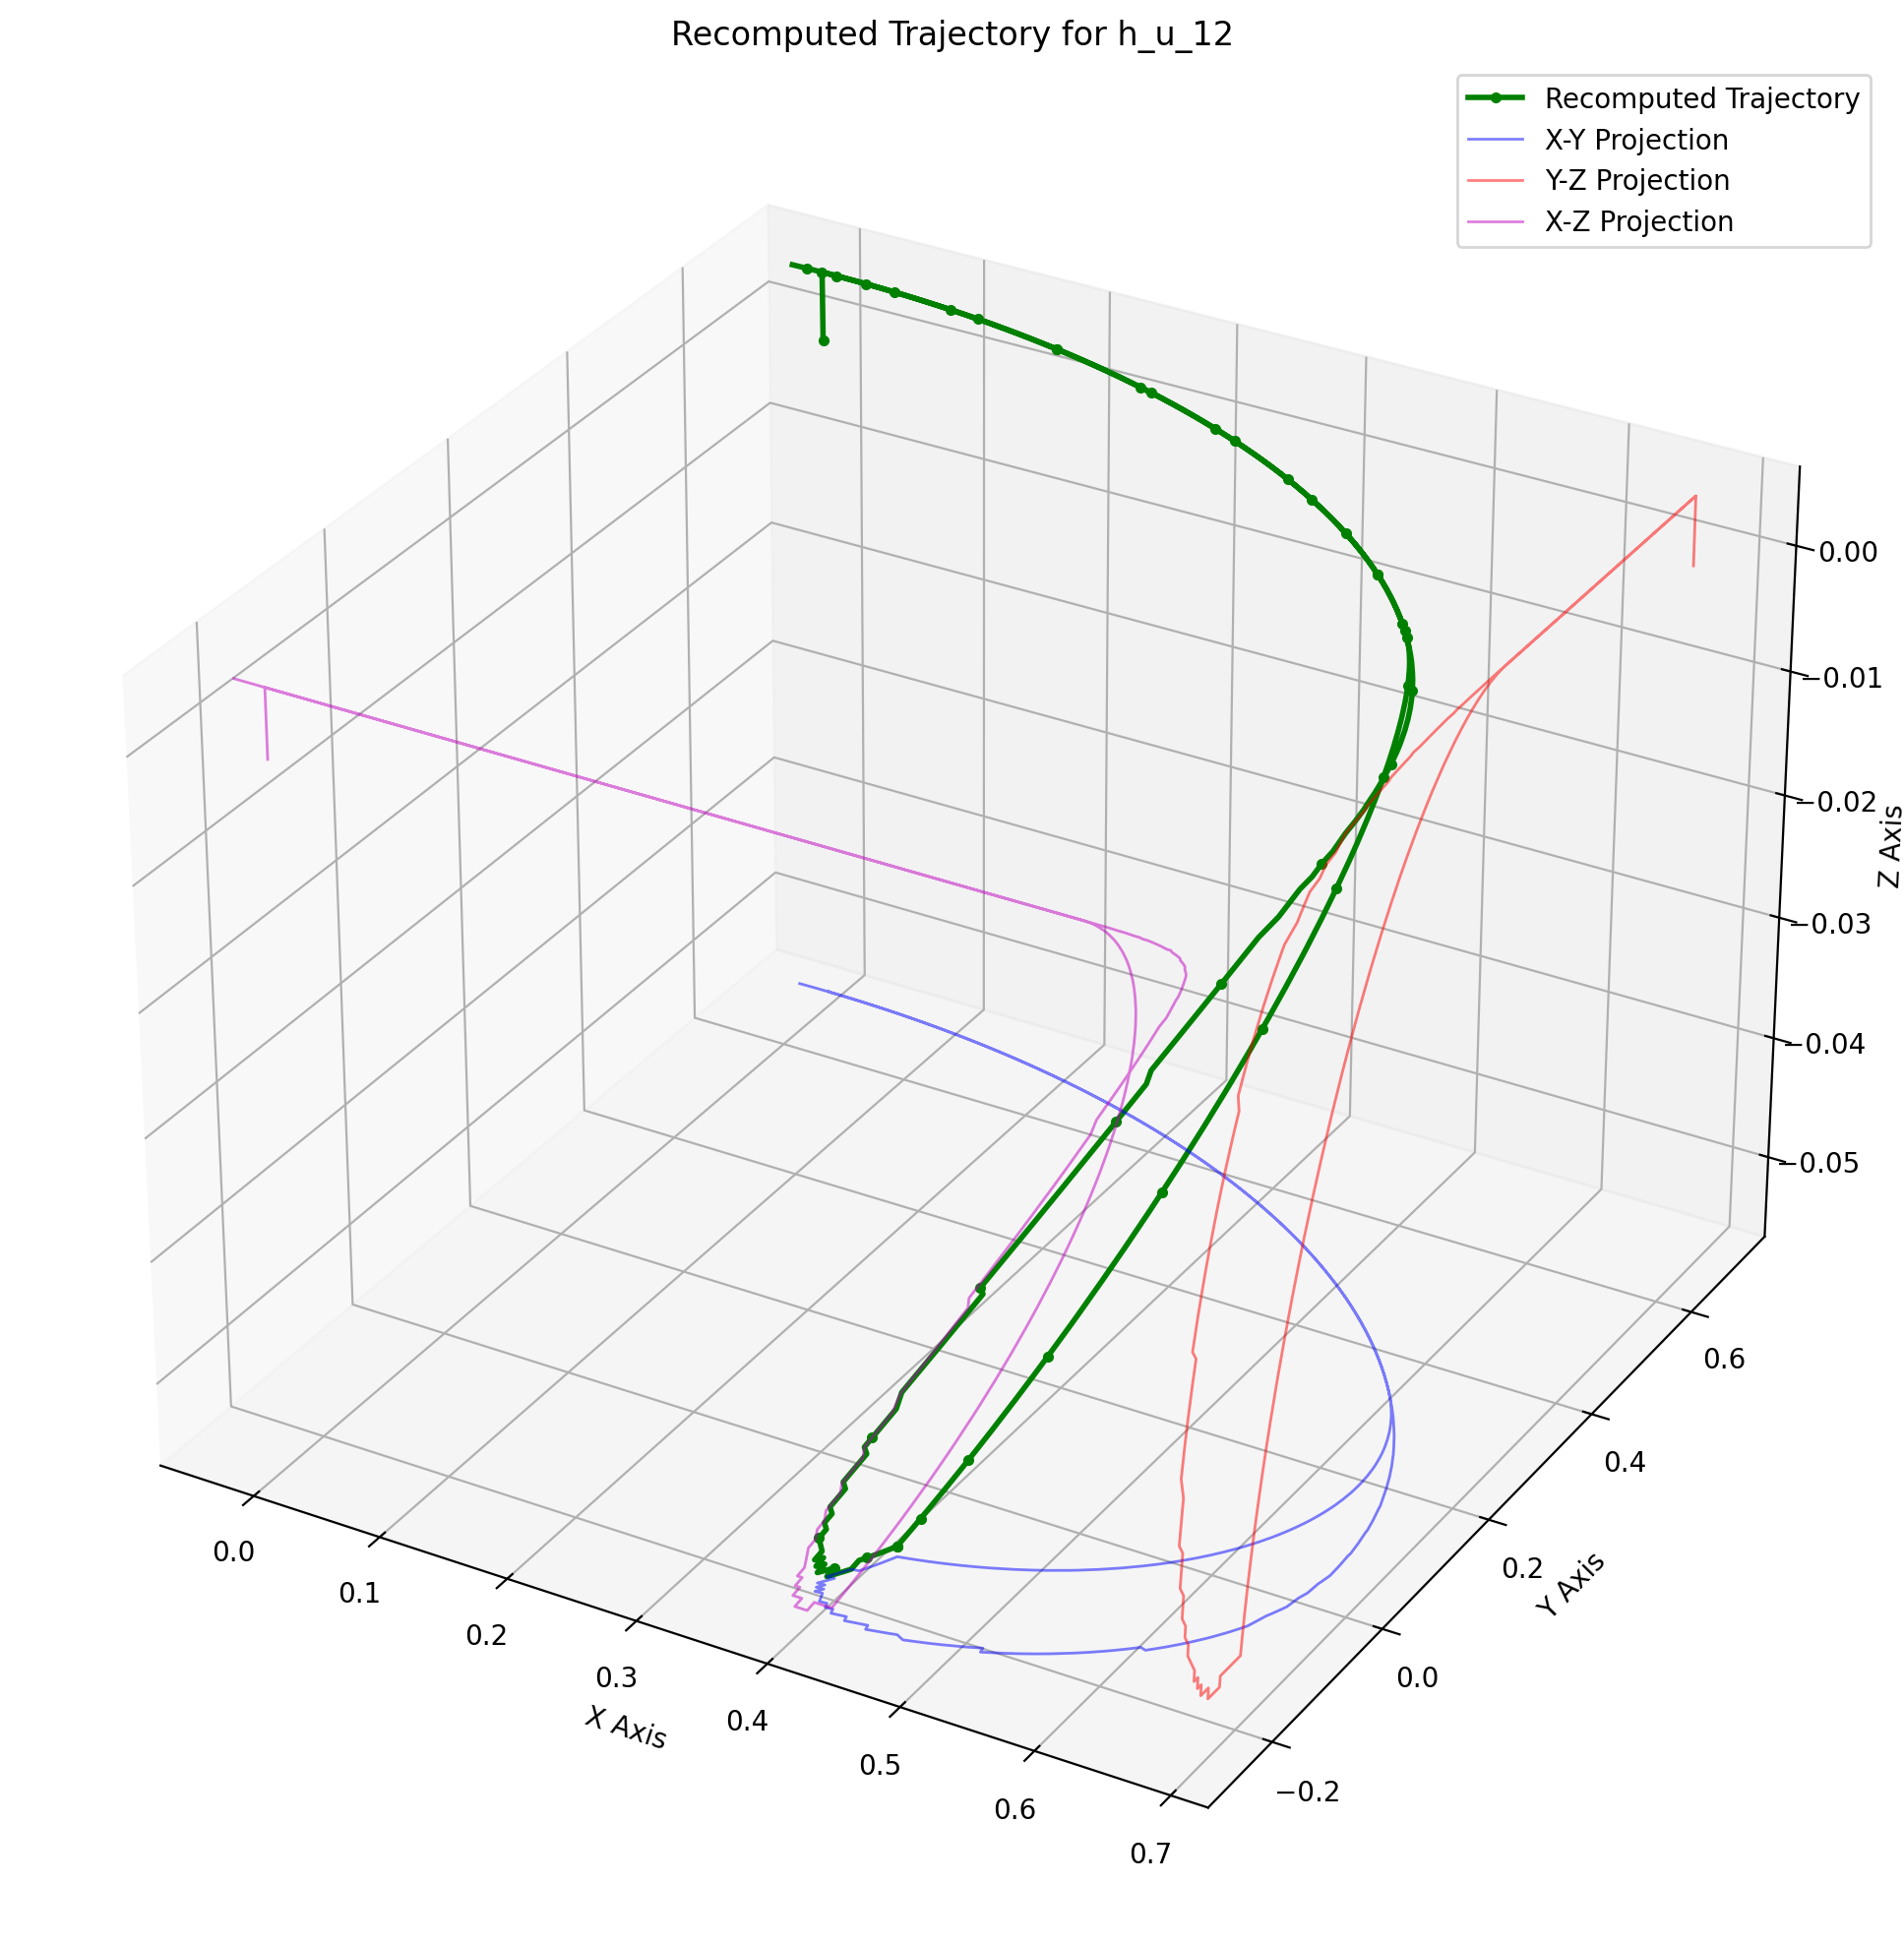 Recomputed Trajectory for h_u_12
Recomputed Trajectory
X-Y Projection
Y-Z Projection
X-Z Projection
0.00
−0.01
−0.02
−0.03
−0.04
−0.05
Z Axis
0.6
0.4
0.2
0.0
−0.2
Y Axis
0.0
0.1
0.2
0.3
0.4
0.5
0.6
0.7
X Axis